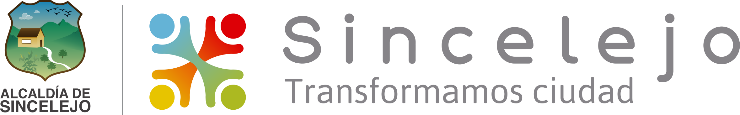 ALCALDÍA DE
SINCELEJO
Sincelejo
Transformamos ciudad